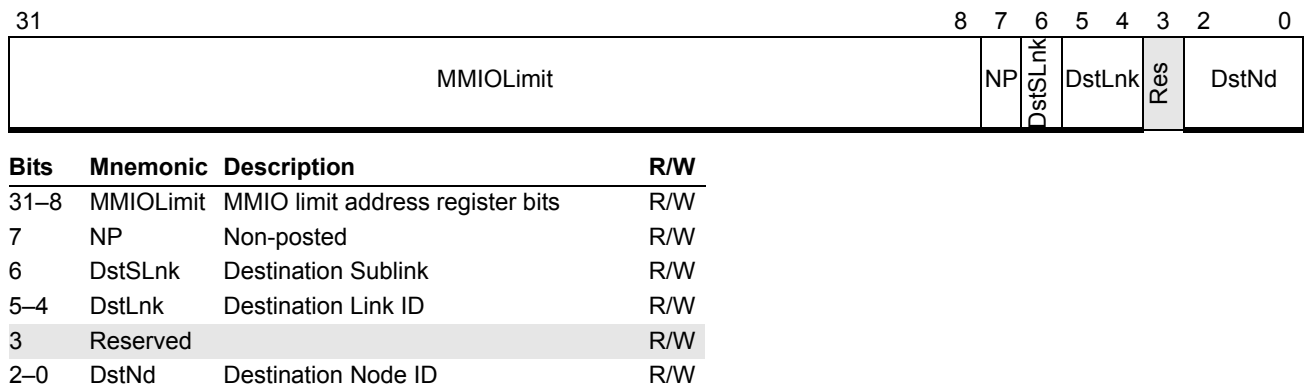 31 8 7 6 5 4 3 2 0
MMIOLimit NP DstSLnk DstLnk Res DstNd
Bits Mnemonic Description R/W
31–8 MMIOLimit MMIO limit address register bits R/W
7 NP Non-posted R/W
6 DstSLnk Destination Sublink R/W
5–4 DstLnk Destination Link ID R/W
3 Reserved R/W
2–0 DstNd Destination Node ID R/W